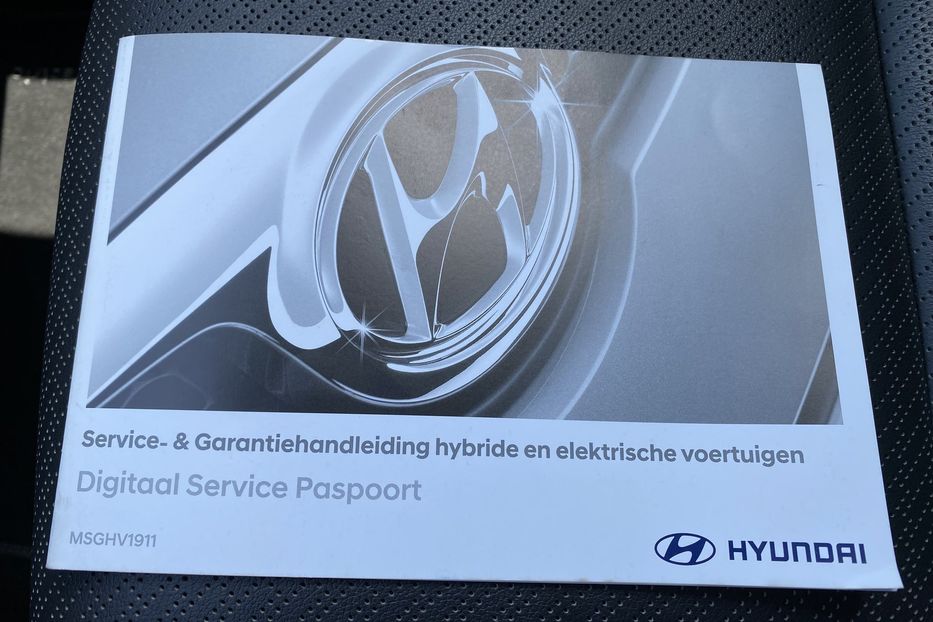 Service- & Garantiehandleiding hybride en elektrische voertuigen
Digitaal Service Paspoort
MSGHV1911
HYUNDAI